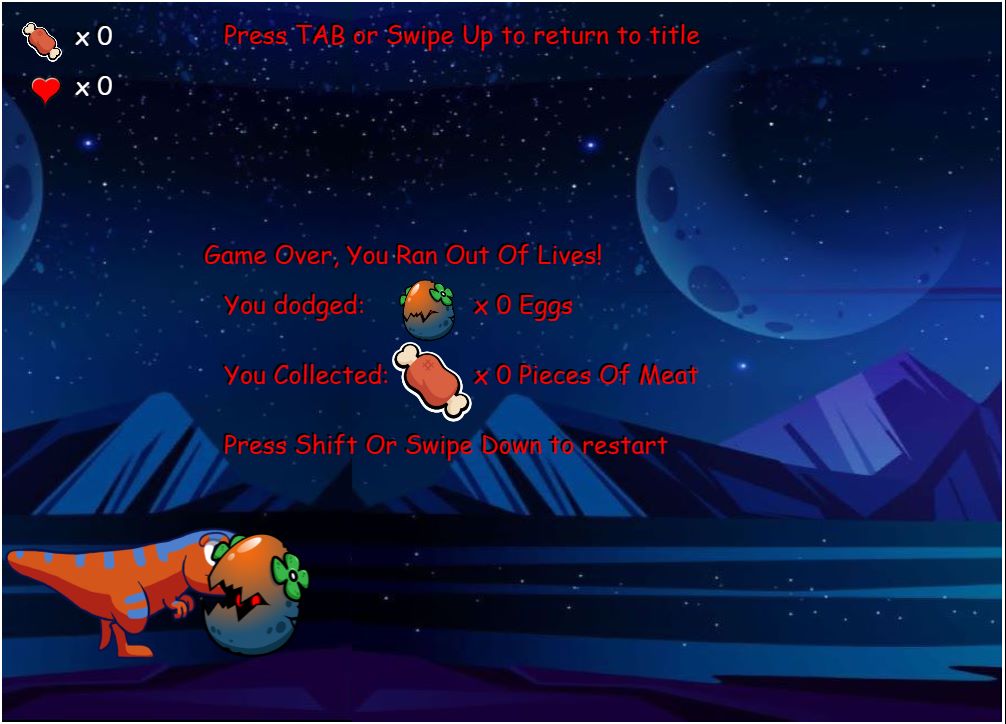 x 0
Press TAB or Swipe Up to return to title
x 0
Game Over, You Ran Out Of Lives!
You dodged: x 0 Eggs
You Collected: x 0 Pieces Of Meat
Press Shift Or Swipe Down to restart